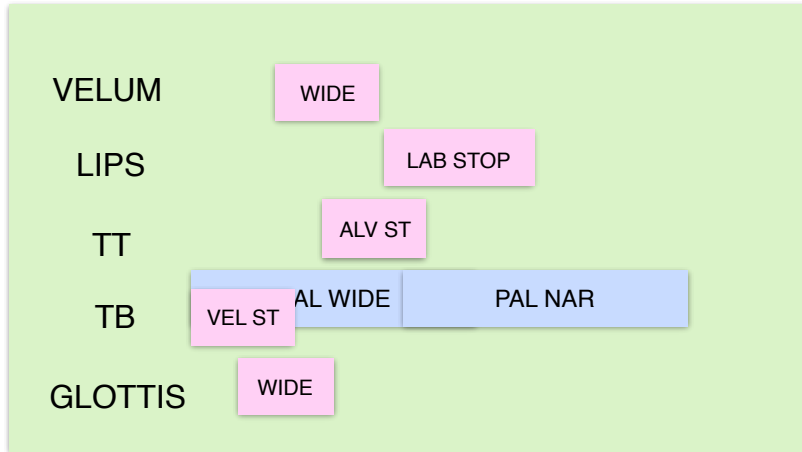 VELUM WIDE
LIPS LAB STOP
TT ALV ST
TB VEL ST AL WIDE PAL NAR
GLOTTIS WIDE